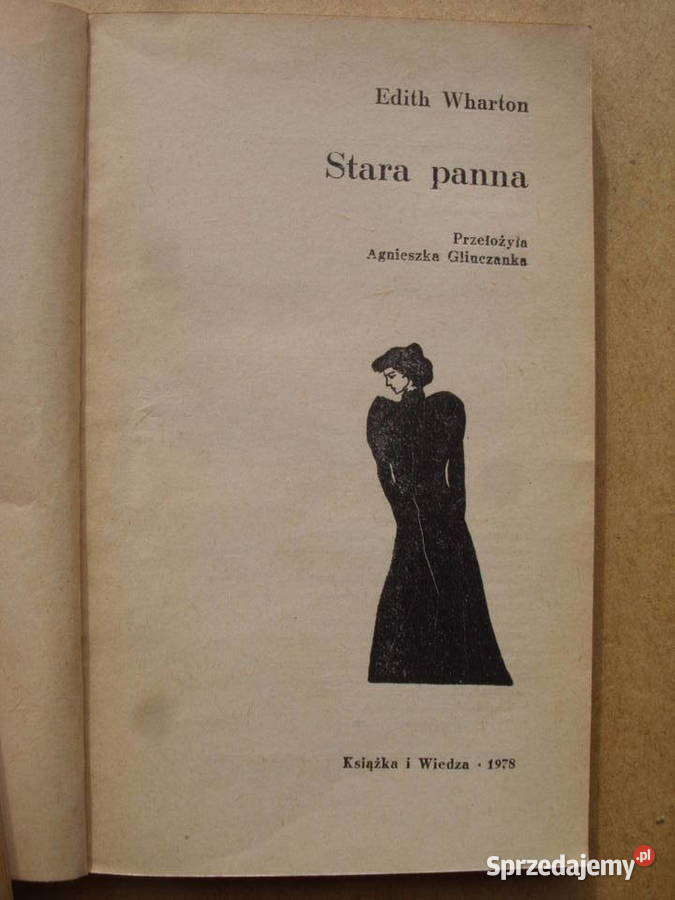 Edith Wharton
Stara panna
Przełożyła
Agnieszka Glinczanka
Książka i Wiedza · 1978
Sprzedajemy.pl